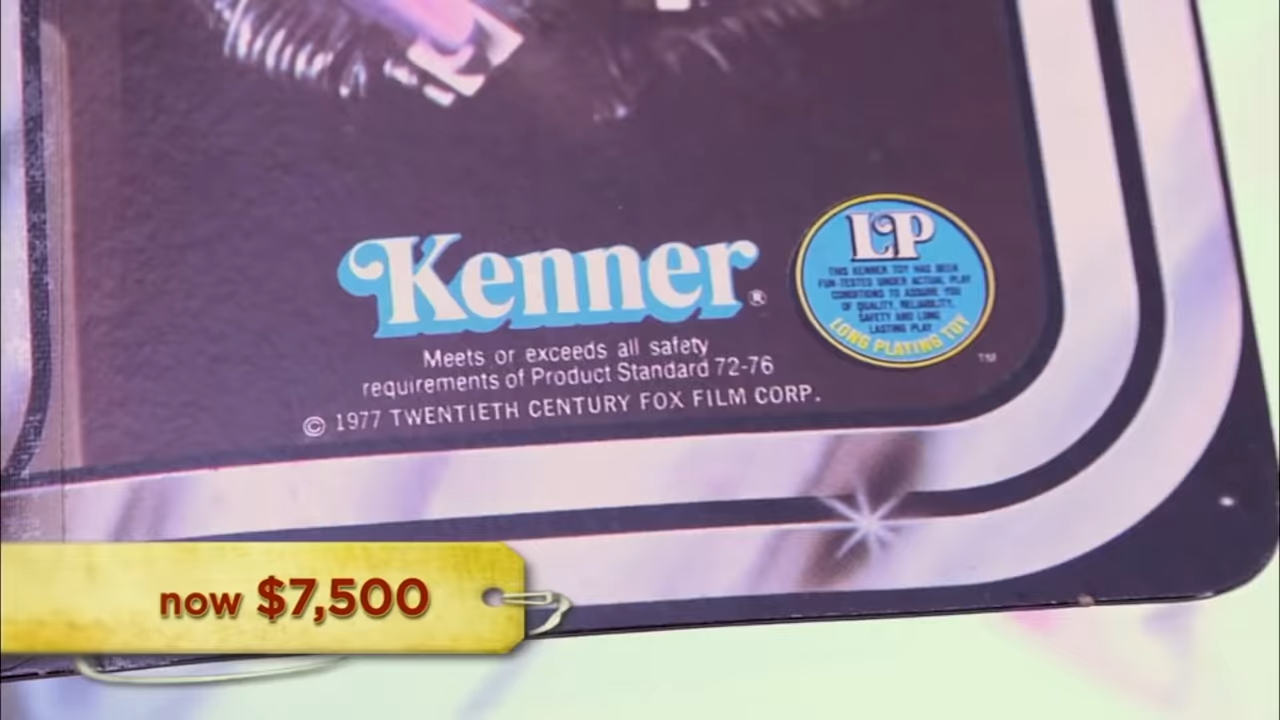 Kenner®
Meets or exceeds all safety
requirements of Product Standard 72-76
© 1977 TWENTIETH CENTURY FOX FILM CORP.
LP
THIS KENNER TOY HAS BEEN
FUN-TESTED UNDER ACTUAL PLAY
CONDITIONS TO ASSURE YOU
OF QUALITY, RELIABILITY,
SAFETY AND LONG
LASTING PLAY
LONG PLAYING TOY
TM
now $7,500